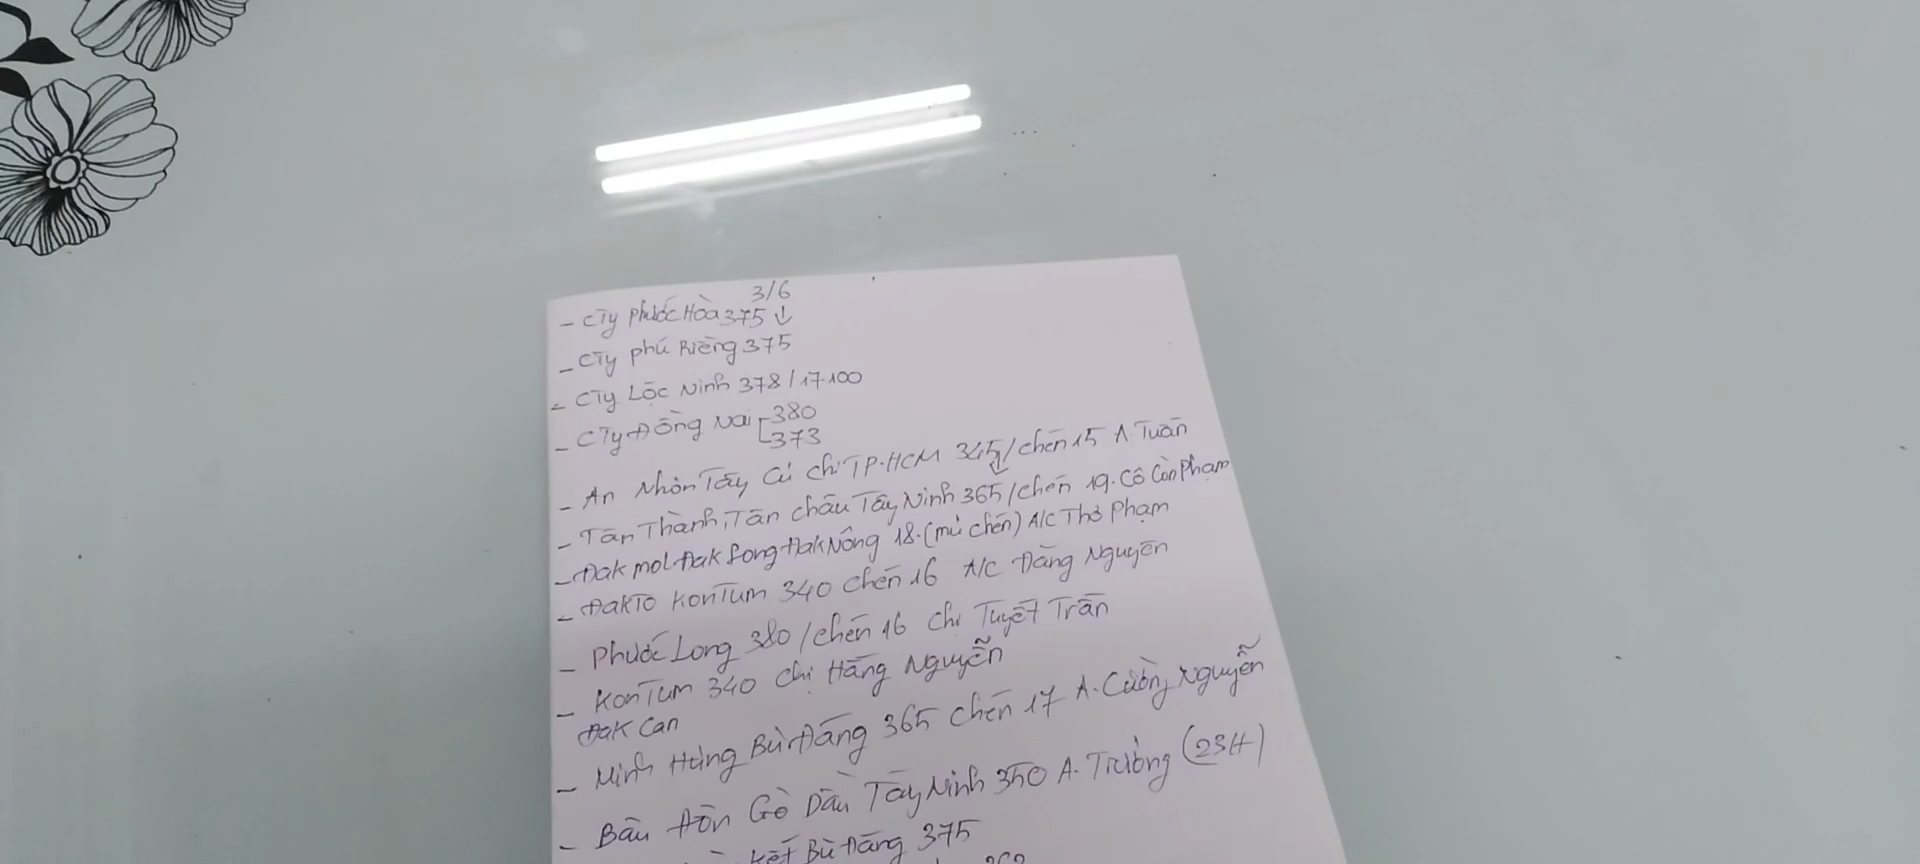 3/6
- CTy Phước Hòa 375 ↓
- CTy Phú Riềng 375
- CTy Lộc Ninh 378 / 17.100
- CTy Đồng Nai [380
373
- An Nhơn Tây Củ Chi TP.HCM 345 / chén 15 A Tuấn
- Tân Thành, Tân Châu Tây Ninh 365 / chén 19. Cô Còn Phạm
- Đak mol Đak Song Đak Nông 18. (mủ chén) A/C Thơ Phạm
- Đak Tô KonTum 340 chén 16 A/C Đăng Nguyên
- Phước Long 380 / chén 16 Chị Tuyết Trần
- KonTum 340 chị Hằng Nguyễn
Đak Can
- Minh Hưng Bù Đăng 365 chén 17 A. Cường Nguyễn
- Bàu Đồn Gò Dầu Tây Ninh 350 A. Trường (23H)
kết Bù Đăng 375